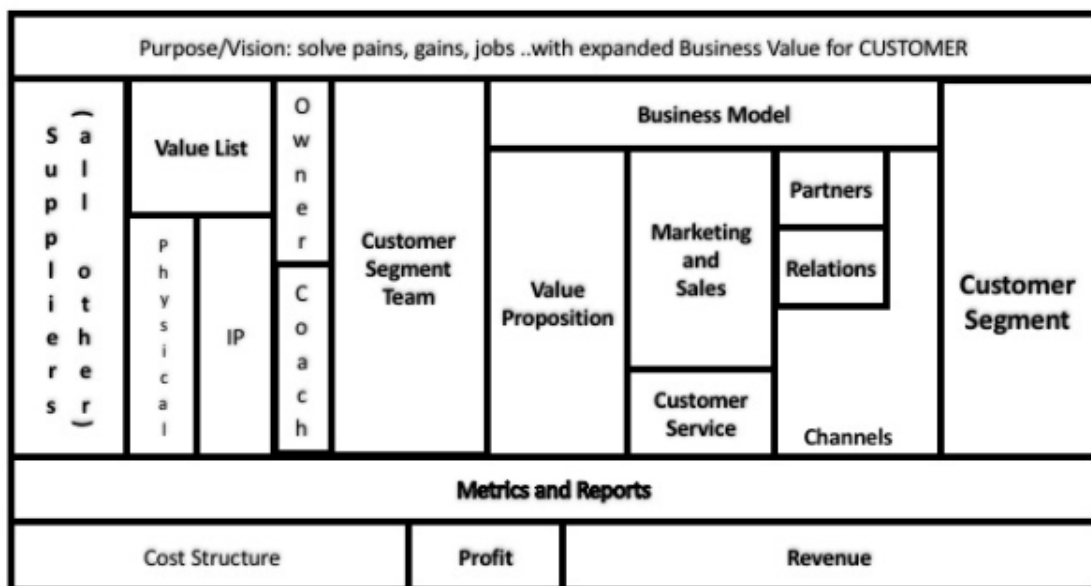 Purpose/Vision: solve pains, gains, jobs ..with expanded Business Value for CUSTOMER
Suppliers
(all other)
Value List
Physical
IP
Owner
Coach
Customer
Segment
Team
Business Model
Value
Proposition
Marketing
and
Sales
Customer
Service
Partners
Relations
Channels
Customer
Segment
Metrics and Reports
Cost Structure
Profit
Revenue